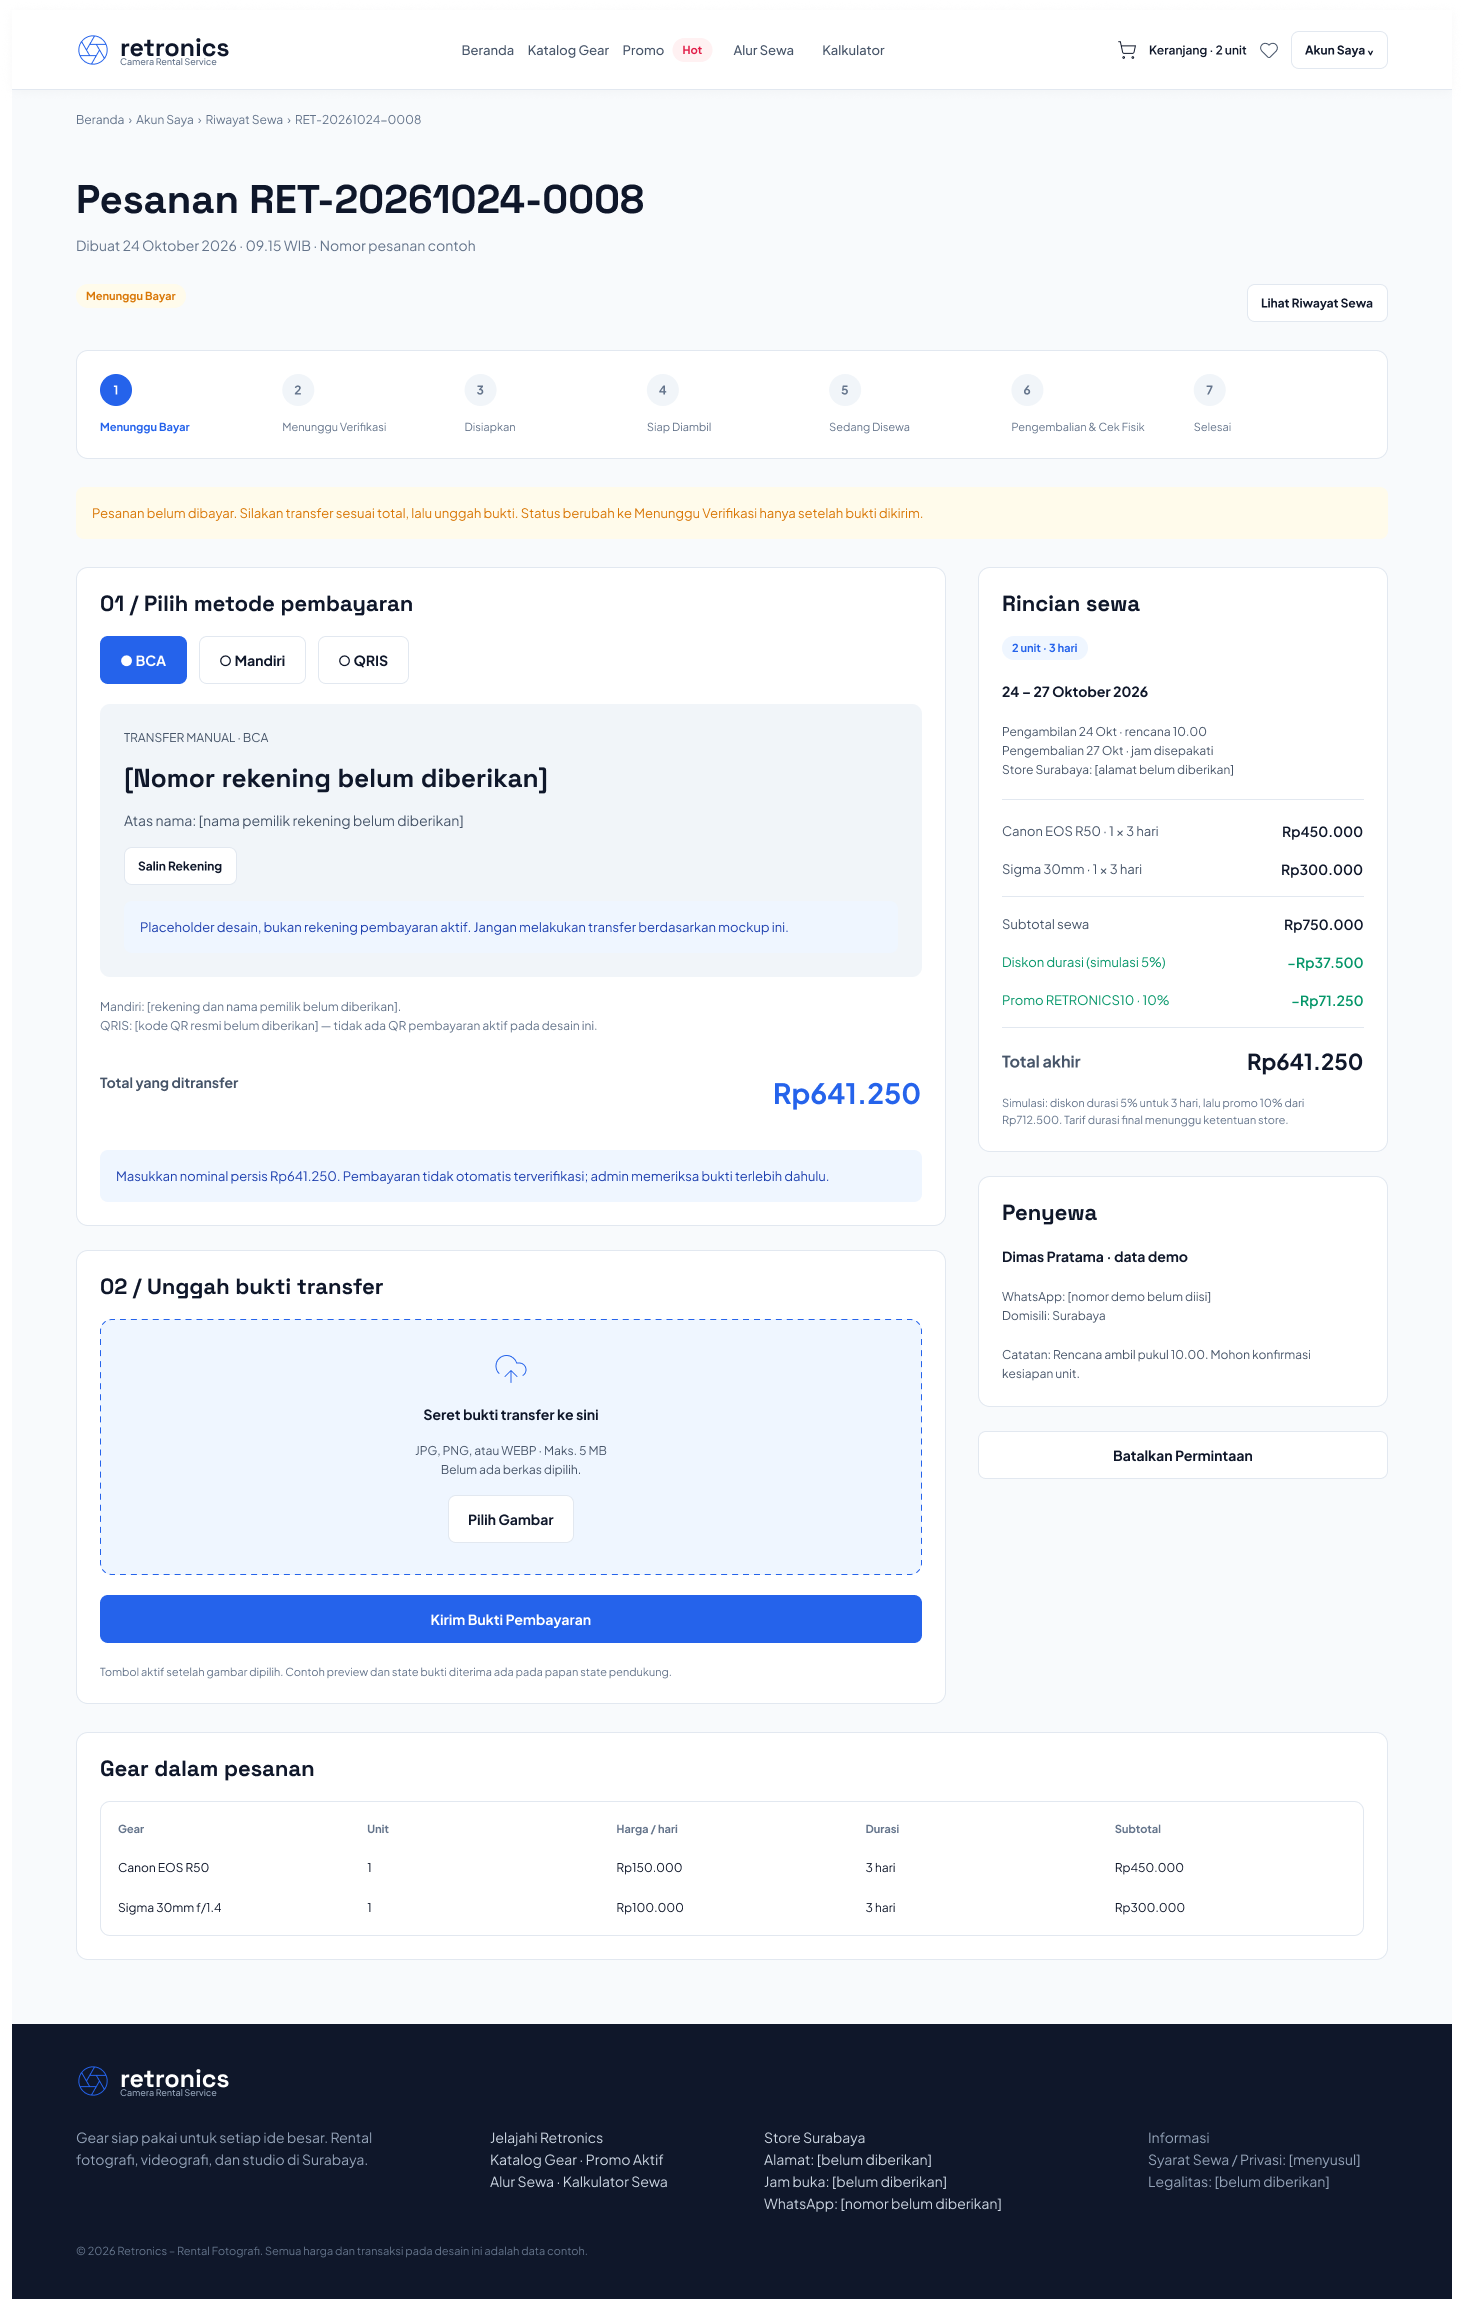 retronics
Camera Rental Service
Beranda Katalog Gear Promo Hot Alur Sewa Kalkulator
Keranjang · 2 unit
Akun Saya v
Beranda › Akun Saya › Riwayat Sewa › RET-20261024-0008
Pesanan RET-20261024-0008
Dibuat 24 Oktober 2026 · 09.15 WIB · Nomor pesanan contoh
Menunggu Bayar
Lihat Riwayat Sewa
1 2 3 4 5 6 7
Menunggu Bayar Menunggu Verifikasi Disiapkan Siap Diambil Sedang Disewa Pengembalian & Cek Fisik Selesai
Pesanan belum dibayar. Silakan transfer sesuai total, lalu unggah bukti. Status berubah ke Menunggu Verifikasi hanya setelah bukti dikirim.
01 / Pilih metode pembayaran
● BCA ○ Mandiri ○ QRIS
TRANSFER MANUAL · BCA
[Nomor rekening belum diberikan]
Atas nama: [nama pemilik rekening belum diberikan]
Salin Rekening
Placeholder desain, bukan rekening pembayaran aktif. Jangan melakukan transfer berdasarkan mockup ini.
Mandiri: [rekening dan nama pemilik belum diberikan].
QRIS: [kode QR resmi belum diberikan] — tidak ada QR pembayaran aktif pada desain ini.
Total yang ditransfer Rp641.250
Masukkan nominal persis Rp641.250. Pembayaran tidak otomatis terverifikasi; admin memeriksa bukti terlebih dahulu.
02 / Unggah bukti transfer
Seret bukti transfer ke sini
JPG, PNG, atau WEBP · Maks. 5 MB
Belum ada berkas dipilih.
Pilih Gambar
Kirim Bukti Pembayaran
Tombol aktif setelah gambar dipilih. Contoh preview dan state bukti diterima ada pada papan state pendukung.
Rincian sewa
2 unit · 3 hari
24 – 27 Oktober 2026
Pengambilan 24 Okt · rencana 10.00
Pengembalian 27 Okt · jam disepakati
Store Surabaya: [alamat belum diberikan]
Canon EOS R50 · 1 × 3 hari Rp450.000
Sigma 30mm · 1 × 3 hari Rp300.000
Subtotal sewa Rp750.000
Diskon durasi (simulasi 5%) −Rp37.500
Promo RETRONICS10 · 10% −Rp71.250
Total akhir Rp641.250
Simulasi: diskon durasi 5% untuk 3 hari, lalu promo 10% dari
Rp712.500. Tarif durasi final menunggu ketentuan store.
Penyewa
Dimas Pratama · data demo
WhatsApp: [nomor demo belum diisi]
Domisili: Surabaya
Catatan: Rencana ambil pukul 10.00. Mohon konfirmasi
kesiapan unit.
Batalkan Permintaan
Gear dalam pesanan
Gear Unit Harga / hari Durasi Subtotal
Canon EOS R50 1 Rp150.000 3 hari Rp450.000
Sigma 30mm f/1.4 1 Rp100.000 3 hari Rp300.000
retronics
Camera Rental Service
Gear siap pakai untuk setiap ide besar. Rental
fotografi, videografi, dan studio di Surabaya.
Jelajahi Retronics
Katalog Gear · Promo Aktif
Alur Sewa · Kalkulator Sewa
Store Surabaya
Alamat: [belum diberikan]
Jam buka: [belum diberikan]
WhatsApp: [nomor belum diberikan]
Informasi
Syarat Sewa / Privasi: [menyusul]
Legalitas: [belum diberikan]
© 2026 Retronics - Rental Fotografi. Semua harga dan transaksi pada desain ini adalah data contoh.